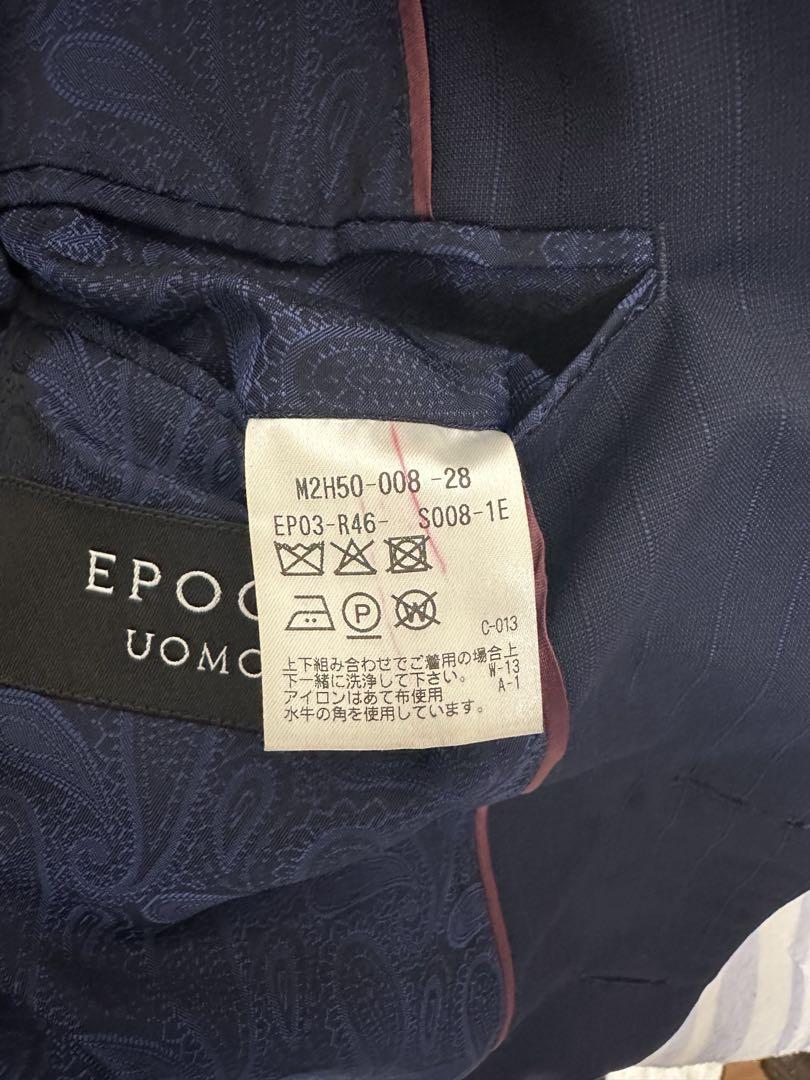 M2H50-008 -28
EP03-R46- S008-1E
P
W
C-013
上下組み合わせでご着用の場合上
下一緒に洗浄して下さい。 W-13
アイロンはあて布使用 A-1
水牛の角を使用しています。
EPOC
UOMO